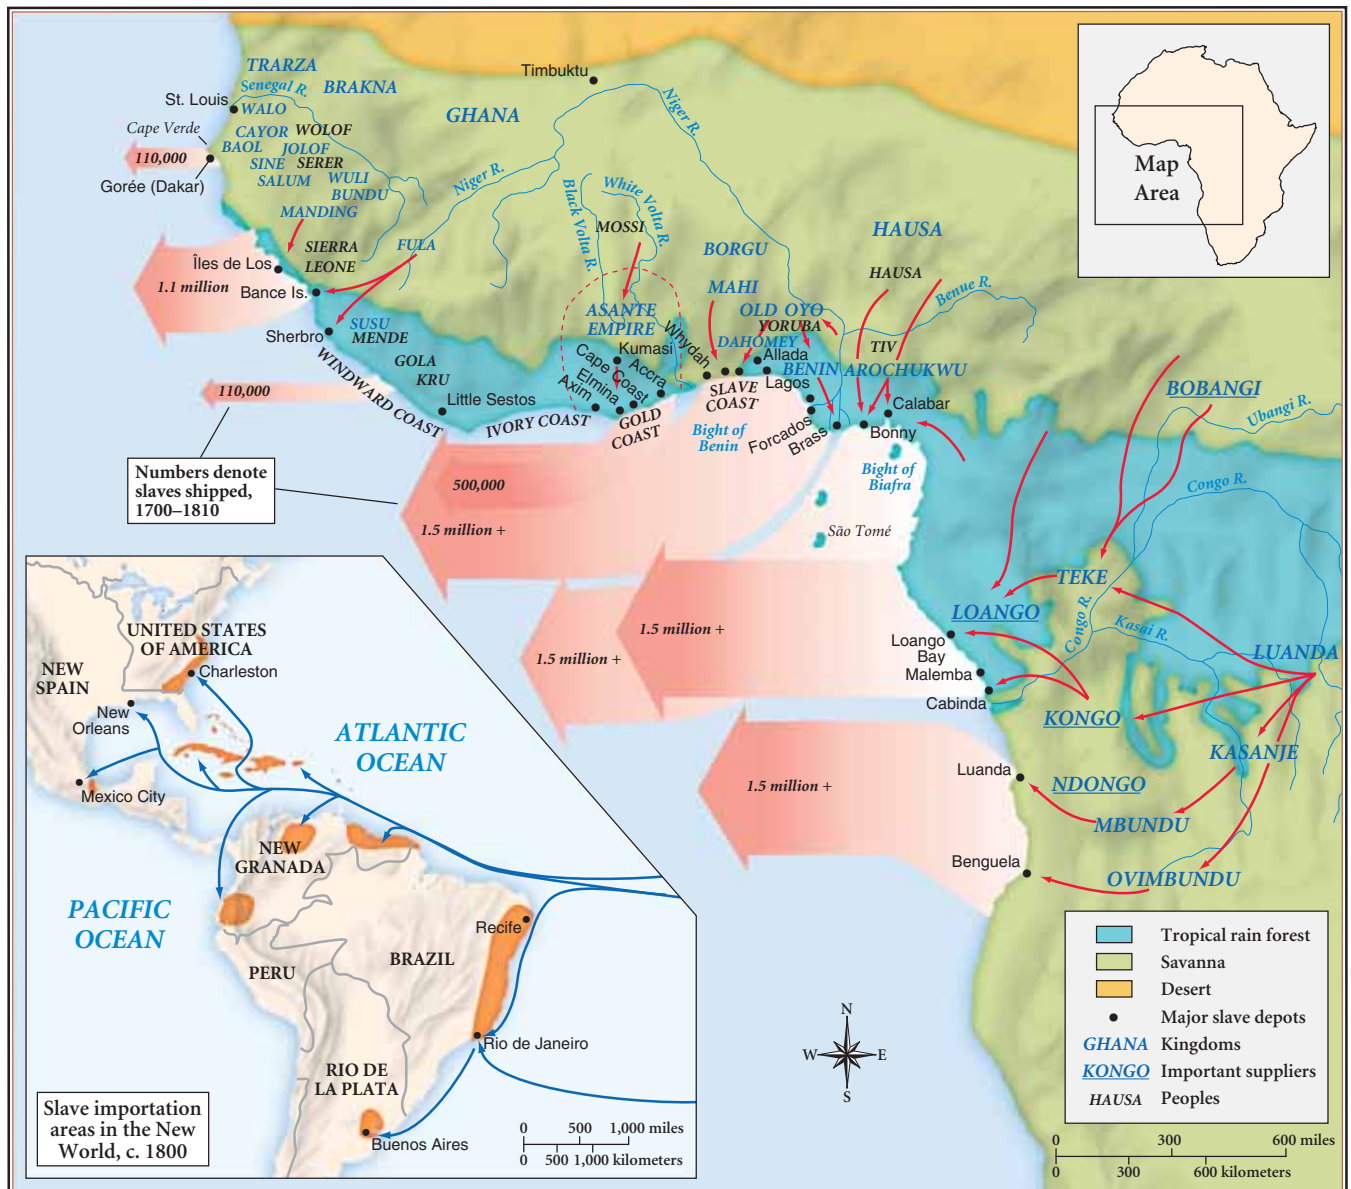 TRARZA
BRAKNA
Senegal R.
St. Louis
WALO
Cape Verde
CAYOR
WOLOF
BAOL
JOLOF
110,000
SINE
SERER
Gorée (Dakar)
SALUM
WULI
BUNDU
MANDING
Timbuktu
GHANA
Niger R.
Niger R.
Black Volta R.
White Volta R.
MOSSI
SIERRA
LEONE
FULA
BORGU
HAUSA
HAUSA
Benue R.
Îles de Los
1.1 million
Bance Is.
MAHI
ASANTE
EMPIRE
OLD OYO
YORUBA
Sherbro
SUSU
MENDE
GOLA
KRU
Kumasi
Whydah
DAHOMEY
Allada
TIV
BENIN
AROCHUKWU
Cape Coast
Accra
Elmina
Axim
Lagos
110,000
WINDWARD COAST
Little Sestos
IVORY COAST
GOLD
COAST
SLAVE
COAST
Calabar
Bonny
Forcados
Brass
Bight of
Benin
Bight of
Biafra
BOBANGI
Ubangi R.
Congo R.
Numbers denote
slaves shipped,
1700–1810
500,000
1.5 million +
São Tomé
TEKE
LOANGO
Congo R.
Kasai R.
LUANDA
1.5 million +
1.5 million +
Loango
Bay
Malemba
Cabinda
KONGO
KASANJE
Luanda
NDONGO
1.5 million +
MBUNDU
Benguela
OVIMBUNDU
Map
Area
UNITED STATES
OF AMERICA
NEW
SPAIN
Charleston
New
Orleans
ATLANTIC
OCEAN
Mexico City
NEW
GRANADA
PACIFIC
OCEAN
Recife
BRAZIL
PERU
Rio de Janeiro
RIO DE
LA PLATA
Buenos Aires
Slave importation
areas in the New
World, c. 1800
0 500 1,000 miles
0 500 1,000 kilometers
N
W E
S
Tropical rain forest
Savanna
Desert
Major slave depots
GHANA Kingdoms
KONGO Important suppliers
HAUSA Peoples
0 300 600 miles
0 300 600 kilometers